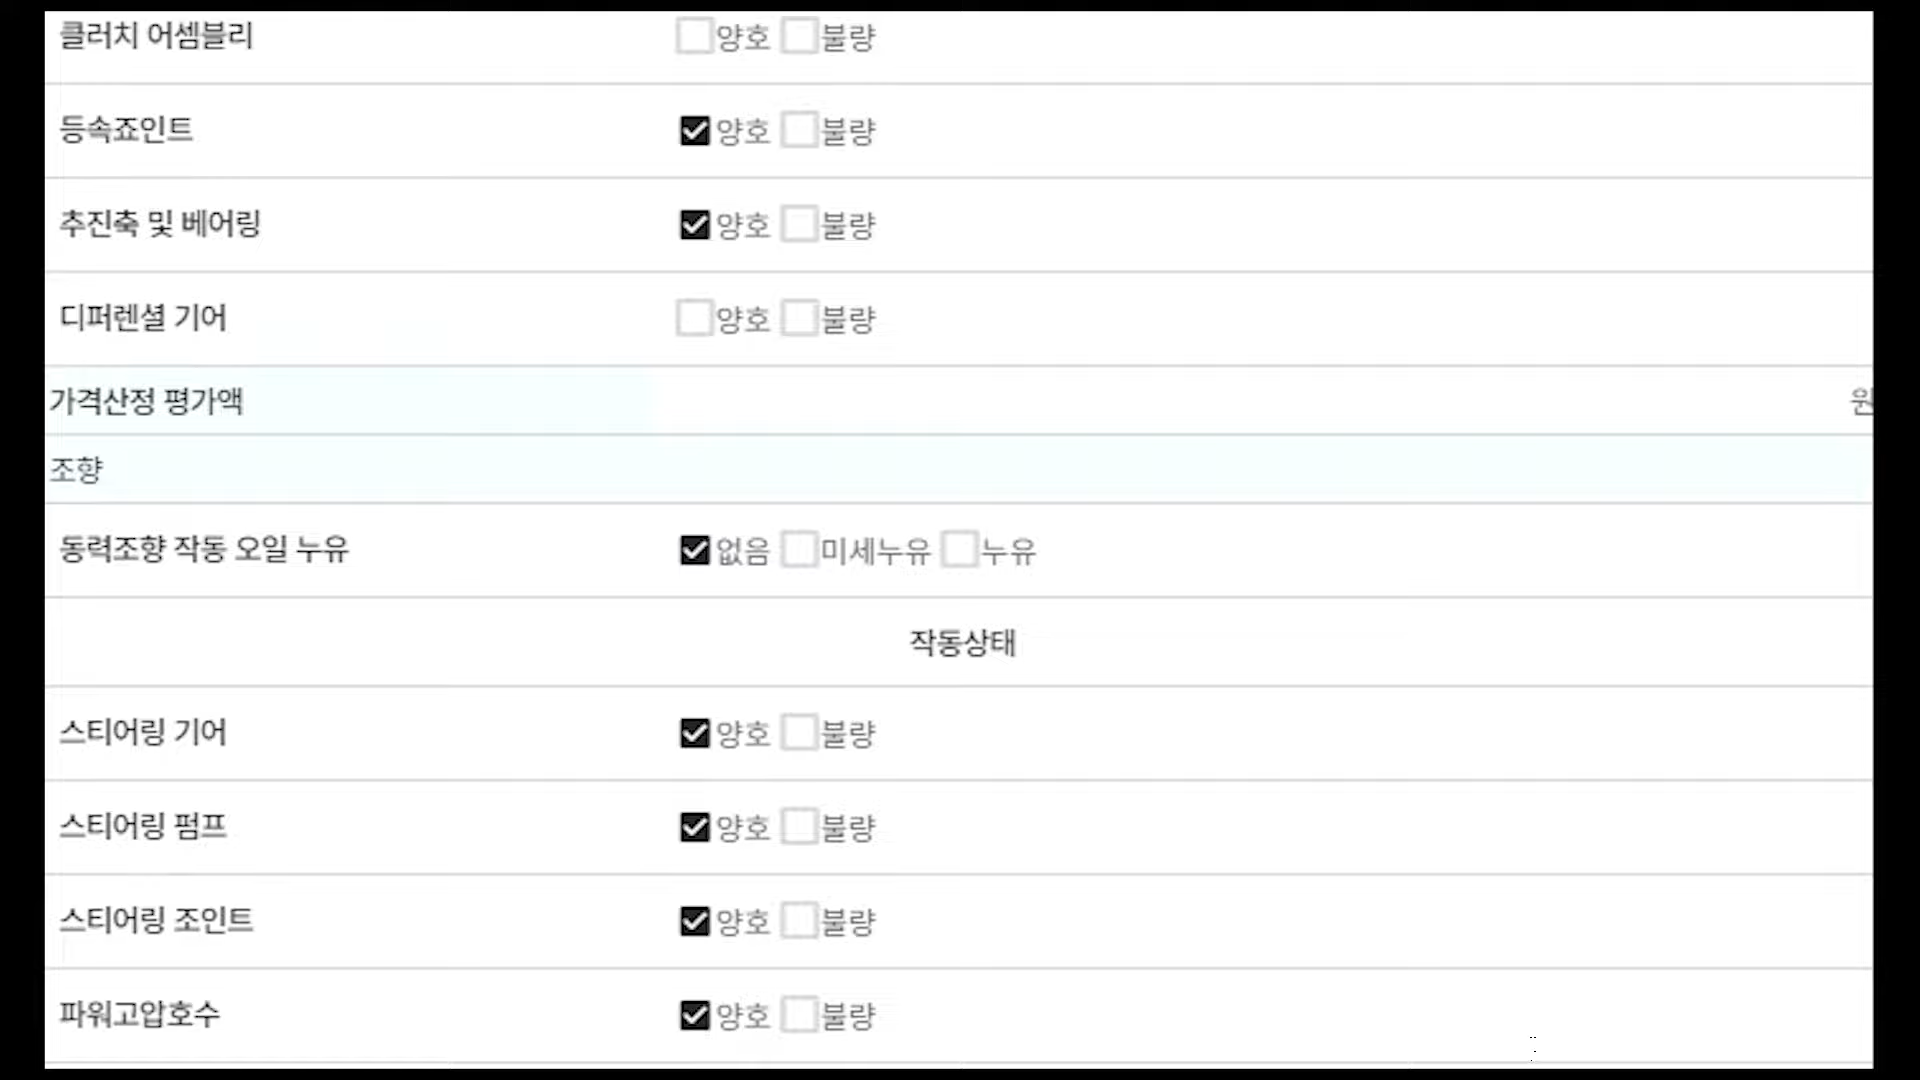 클러치 어셈블리 양호 불량
등속죠인트 양호 불량
추진축 및 베어링 양호 불량
디퍼렌셜 기어 양호 불량
가격산정 평가액 원
조향
동력조향 작동 오일 누유 없음 미세누유 누유
작동상태
스티어링 기어 양호 불량
스티어링 펌프 양호 불량
스티어링 조인트 양호 불량
파워고압호수 양호 불량